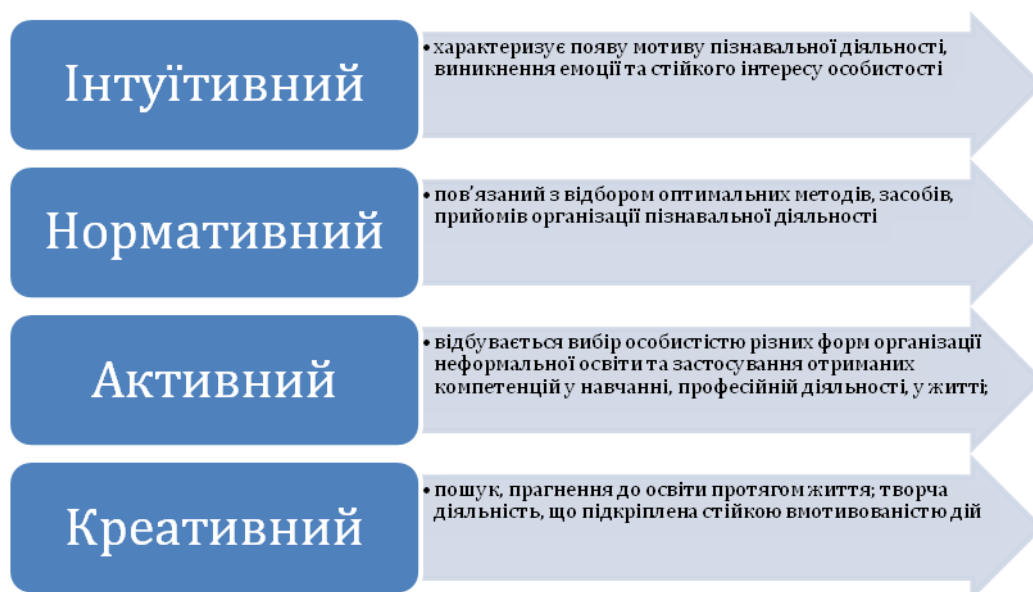 Інтуїтивний
• характеризує появу мотиву пізнавальної діяльності,
виникнення емоції та стійкого інтересу особистості
Нормативний
• пов’язаний з відбором оптимальних методів, засобів,
прийомів організації пізнавальної діяльності
Активний
• відбувається вибір особистістю різних форм організації
неформальної освіти та застосування отриманих
компетенцій у навчанні, професійній діяльності, у житті;
Креативний
• пошук, прагнення до освіти протягом життя; творча
діяльність, що підкріплена стійкою вмотивованістю дій